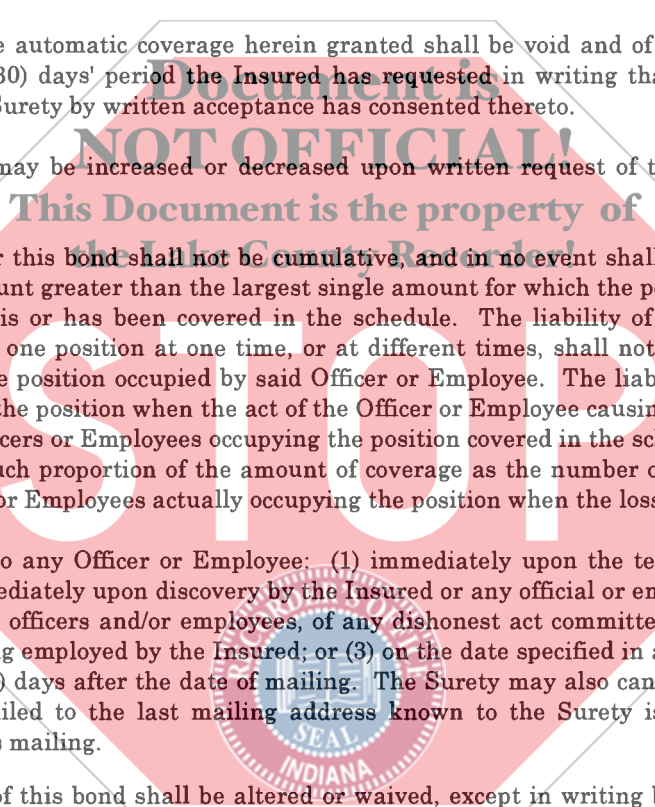 e automatic coverage herein granted shall be void and of
30) days' period the Insured has requested in writing tha
Surety by written acceptance has consented thereto.
may be increased or decreased upon written request of t
r this bond shall not be cumulative, and in no event shall
unt greater than the largest single amount for which the p
is or has been covered in the schedule. The liability of
one position at one time, or at different times, shall not
e position occupied by said Officer or Employee. The liab
the position when the act of the Officer or Employee causin
icers or Employees occupying the position covered in the sc
uch proportion of the amount of coverage as the number o
or Employees actually occupying the position when the loss
o any Officer or Employee: (1) immediately upon the te
ediately upon discovery by the Insured or any official or en
officers and/or employees, of any dishonest act committe
g employed by the Insured; or (3) on the date specified in a
) days after the date of mailing. The Surety may also can
iled to the last mailing address known to the Surety i
mailing.
of this bond shall be altered or waived, except in writing
Document is
NOT OFFICIAL!
This Document is the property of
the Lake County Recorder!
STOP
RECORDER'S OFFICE
SEAL
INDIANA